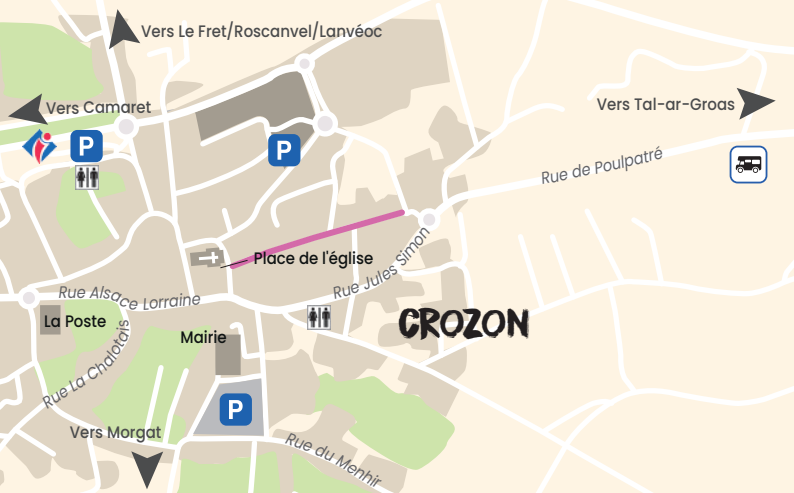 Vers Le Fret/Roscanvel/Lanvéoc
Vers Camaret
Vers Tal-ar-Groas
P
P
Rue de Poulpatré
Place de l'église
Rue Jules Simon
Rue Alsace Lorraine
La Poste
CROZON
Mairie
Rue La Chalotais
P
Vers Morgat
Rue du Menhir